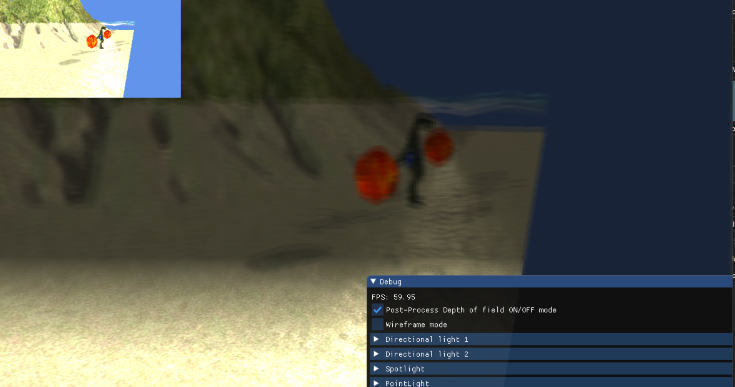 Debug
FPS: 59.95
Post-Process Depth of field ON/OFF mode
Wireframe mode
Directional light 1
Directional light 2
Spotlight
PointLight